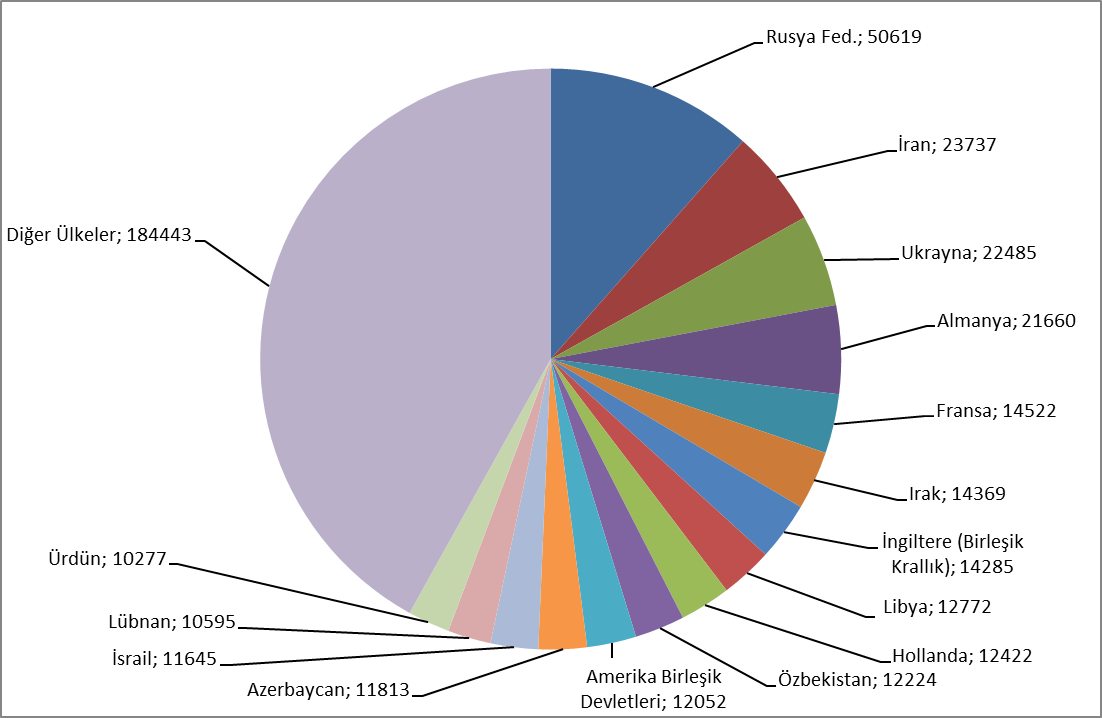 Rusya Fed.; 50619
İran; 23737
Ukrayna; 22485
Almanya; 21660
Fransa; 14522
Irak; 14369
İngiltere (Birleşik
Krallık); 14285
Libya; 12772
Hollanda; 12422
Özbekistan; 12224
Amerika Birleşik
Devletleri; 12052
Azerbaycan; 11813
İsrail; 11645
Lübnan; 10595
Ürdün; 10277
Diğer Ülkeler; 184443